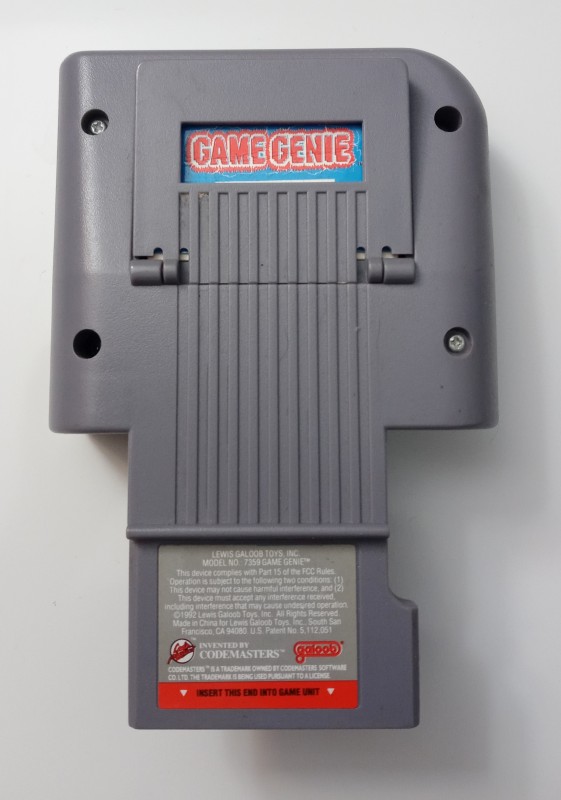 GAME GENIE
LEWIS GALOOB TOYS, INC.
MODEL NO. 7359 GAME GENIE™
This device complies with Part 15 of the FCC Rules.
Operation is subject to the following two conditions: (1)
This device may not cause harmful interference, and (2)
This device must accept any interference received,
including interference that may cause undesired operation.
©1992 Lewis Galoob Toys, Inc. All Rights Reserved.
Made in China for Lewis Galoob Toys, Inc., South San
Francisco, CA 94080. U.S. Patent No. 5,112,051
INVENTED BY
CODEMASTERS™
galoob®
CODEMASTERS™ IS A TRADEMARK OWNED BY CODEMASTERS SOFTWARE
CO. LTD. THE TRADEMARK IS BEING USED PURSUANT TO A LICENSE.
INSERT THIS END INTO GAME UNIT